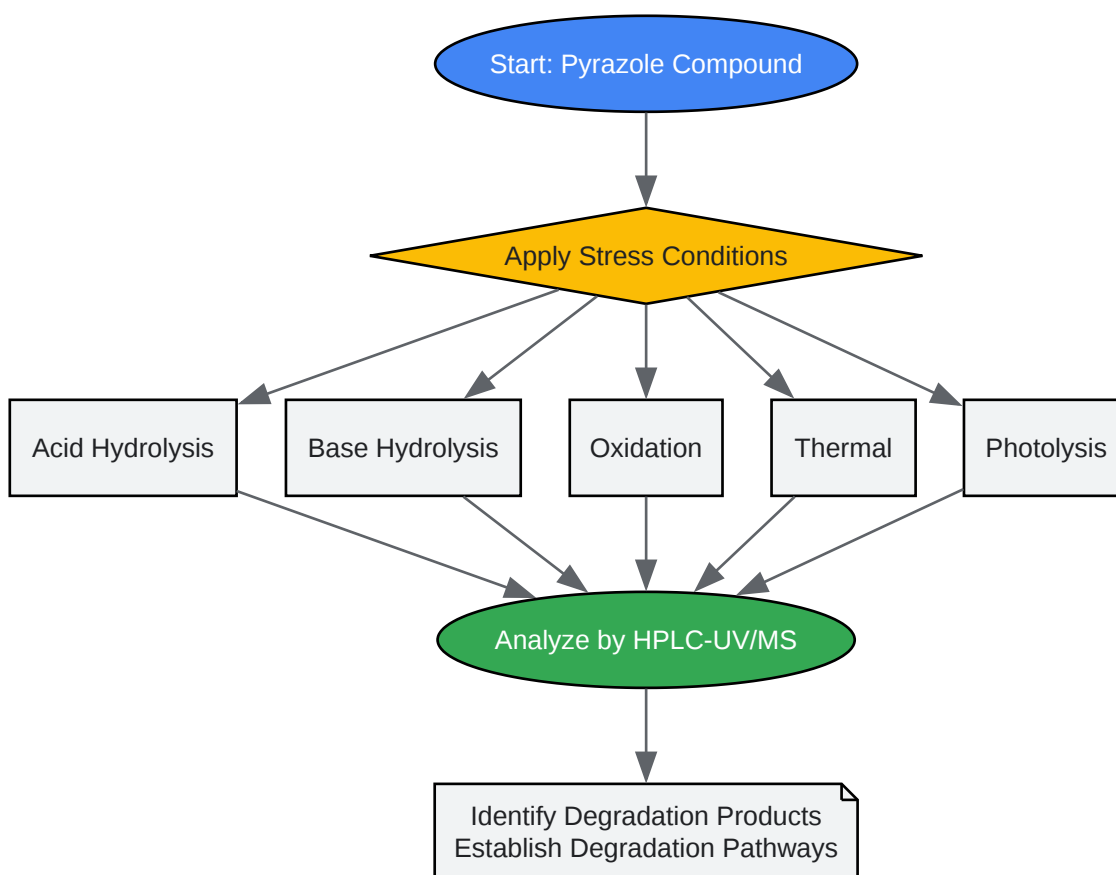 Start: Pyrazole Compound
Apply Stress Conditions
Acid Hydrolysis
Base Hydrolysis
Oxidation
Thermal
Photolysis
Analyze by HPLC-UV/MS
Identify Degradation Products
Establish Degradation Pathways